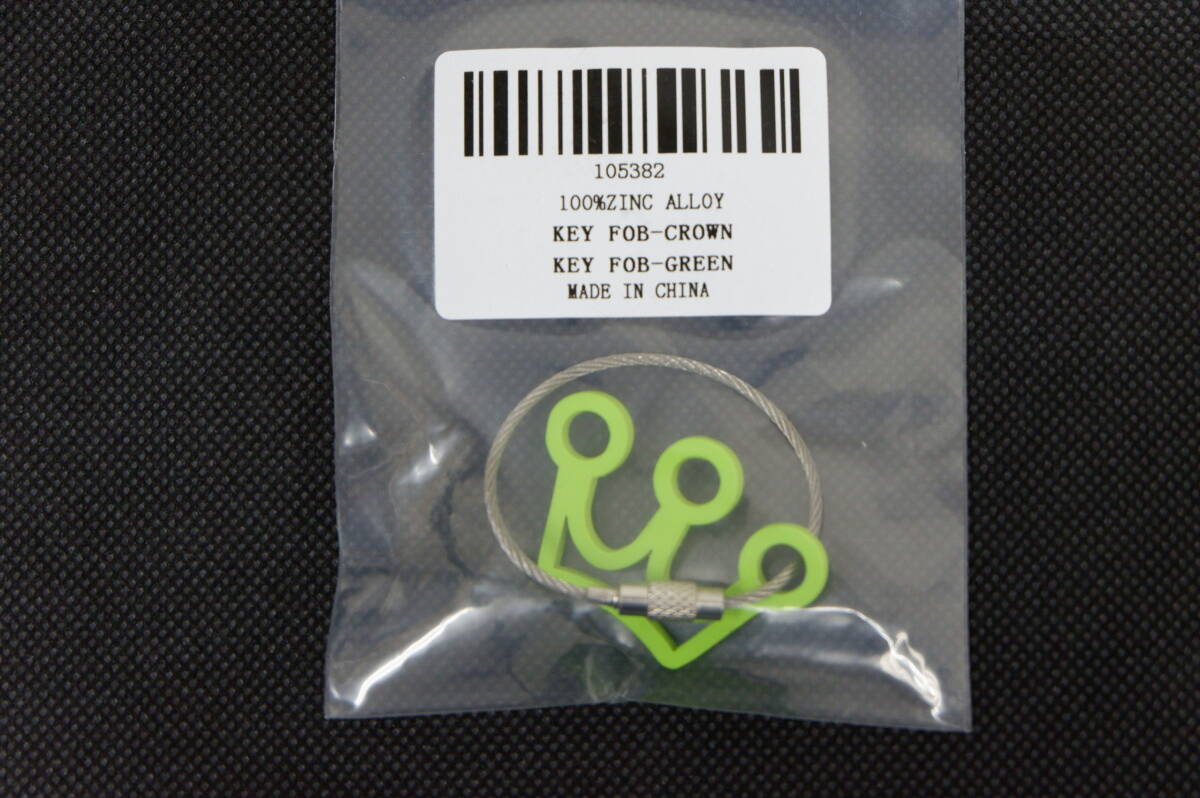 105382
100%ZINC ALLOY
KEY FOB-CROWN
KEY FOB-GREEN
MADE IN CHINA